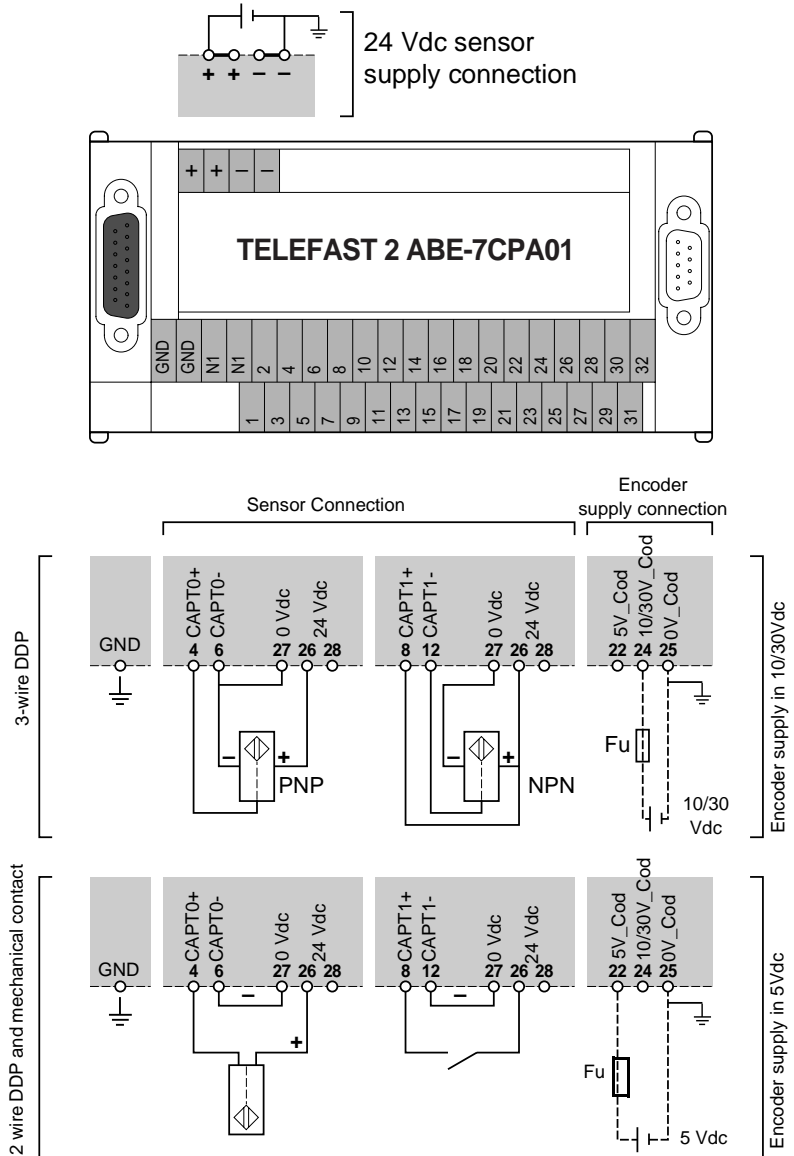 24 Vdc sensor
supply connection
+ + – –
+ + – –
TELEFAST 2 ABE-7CPA01
GND GND N1 N1 2 4 6 8 10 12 14 16 18 20 22 24 26 28 30 32
1 3 5 7 9 11 13 15 17 19 21 23 25 27 29 31
Sensor Connection
Encoder
supply connection
3-wire DDP
GND
CAPT0+ CAPT0- 0 Vdc 24 Vdc
4 6 27 26 28
– +
PNP
CAPT1+ CAPT1- 0 Vdc 24 Vdc
8 12 27 26 28
– +
NPN
5V_Cod 10/30V_Cod 0V_Cod
22 24 25
Fu
10/30
Vdc
Encoder supply in 10/30Vdc
2 wire DDP and mechanical contact
GND
CAPT0+ CAPT0- 0 Vdc 24 Vdc
4 6 27 26 28
–
+
CAPT1+ CAPT1- 0 Vdc 24 Vdc
8 12 27 26 28
–
5V_Cod 10/30V_Cod 0V_Cod
22 24 25
Fu
5 Vdc
Encoder supply in 5Vdc